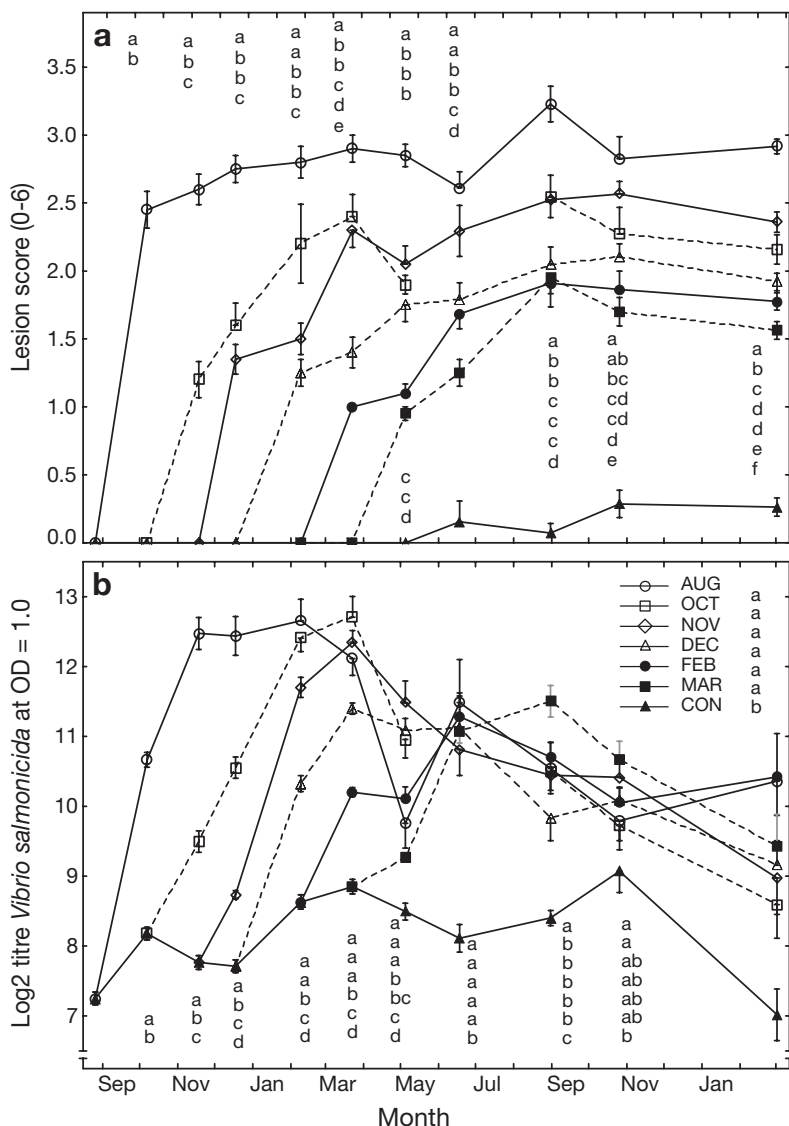 a
a
b
a
b
c
a
b
b
c
a
a
b
b
c
a
b
b
c
d
e
a
b
b
b
a
a
b
b
c
d
3.5
3.0
2.5
2.0
1.5
1.0
0.5
0.0
Lesion score (0-6)
c
c
d
a
b
b
c
c
c
d
a
ab
bc
cd
cd
d
e
a
b
c
d
d
e
f
b
13
12
11
10
9
8
7
Log2 titre Vibrio salmonicida at OD = 1.0
AUG
OCT
NOV
DEC
FEB
MAR
CON
a
a
a
a
a
a
b
a
b
a
b
c
a
b
c
d
a
a
b
c
d
a
a
a
b
c
d
a
a
a
b
bc
c
d
a
a
a
a
a
b
a
b
b
b
b
b
c
a
a
ab
ab
ab
ab
b
Sep Nov Jan Mar May Jul Sep Nov Jan
Month